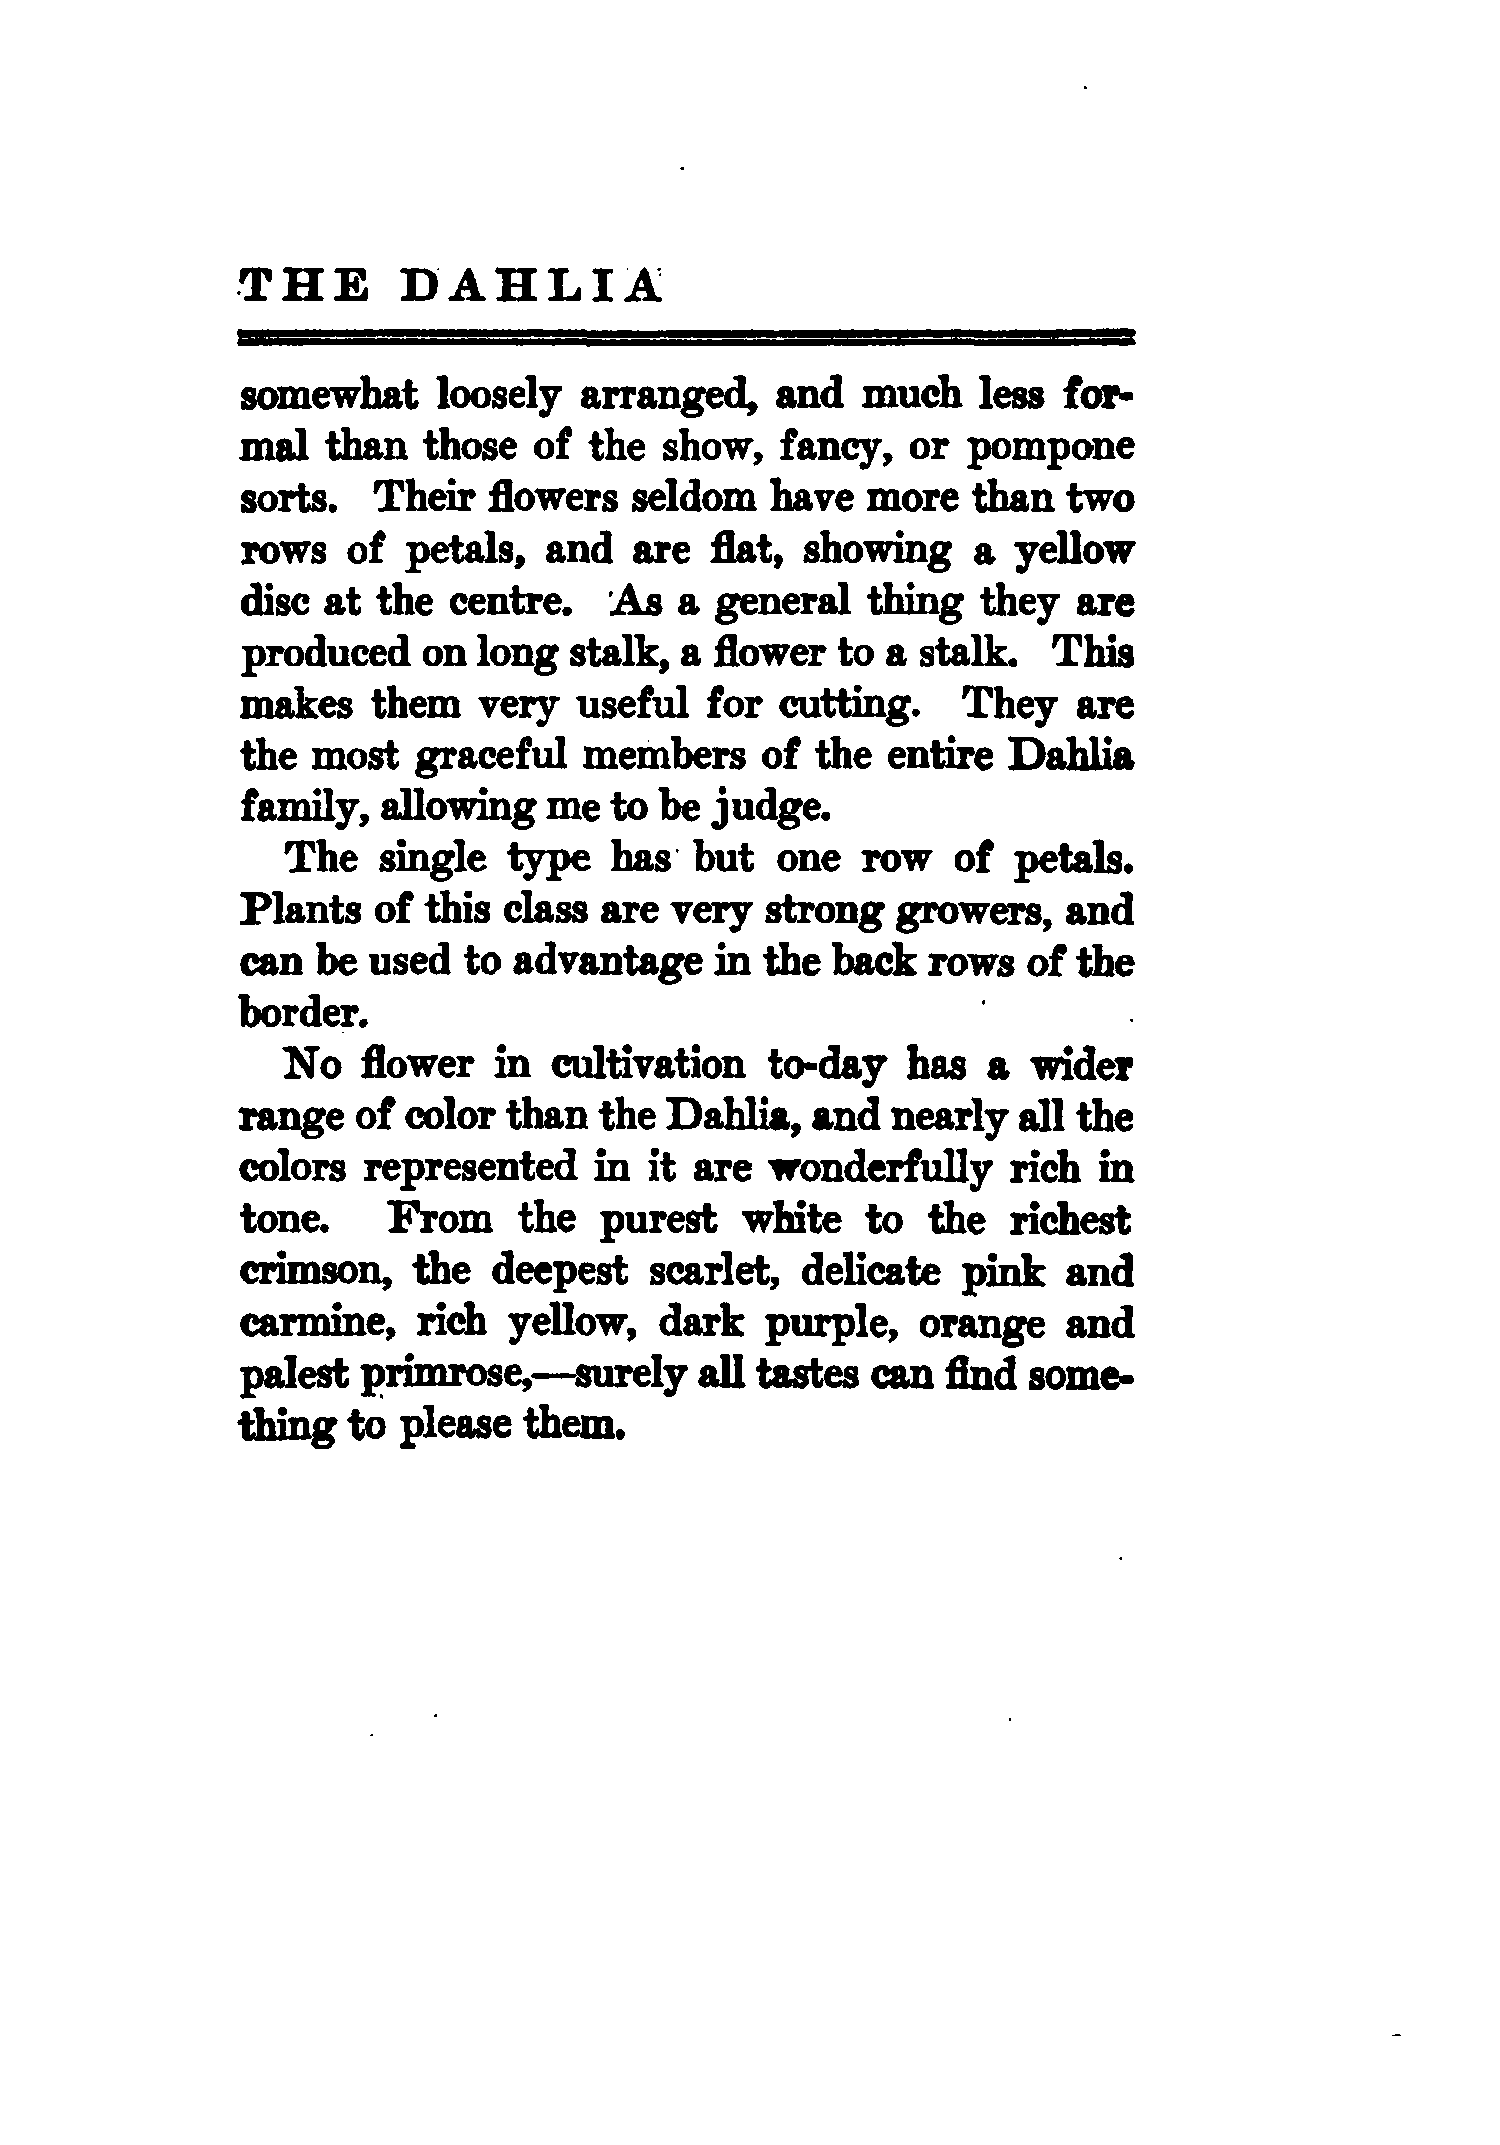 THE DAHLIA
somewhat loosely arranged, and much less for-
mal than those of the show, fancy, or pompone
sorts. Their flowers seldom have more than two
rows of petals, and are flat, showing a yellow
disc at the centre. As a general thing they are
produced on long stalk, a flower to a stalk. This
makes them very useful for cutting. They are
the most graceful members of the entire Dahlia
family, allowing me to be judge.
The single type has but one row of petals.
Plants of this class are very strong growers, and
can be used to advantage in the back rows of the
border.
No flower in cultivation to-day has a wider
range of color than the Dahlia, and nearly all the
colors represented in it are wonderfully rich in
tone. From the purest white to the richest
crimson, the deepest scarlet, delicate pink and
carmine, rich yellow, dark purple, orange and
palest primrose,—surely all tastes can find some-
thing to please them.